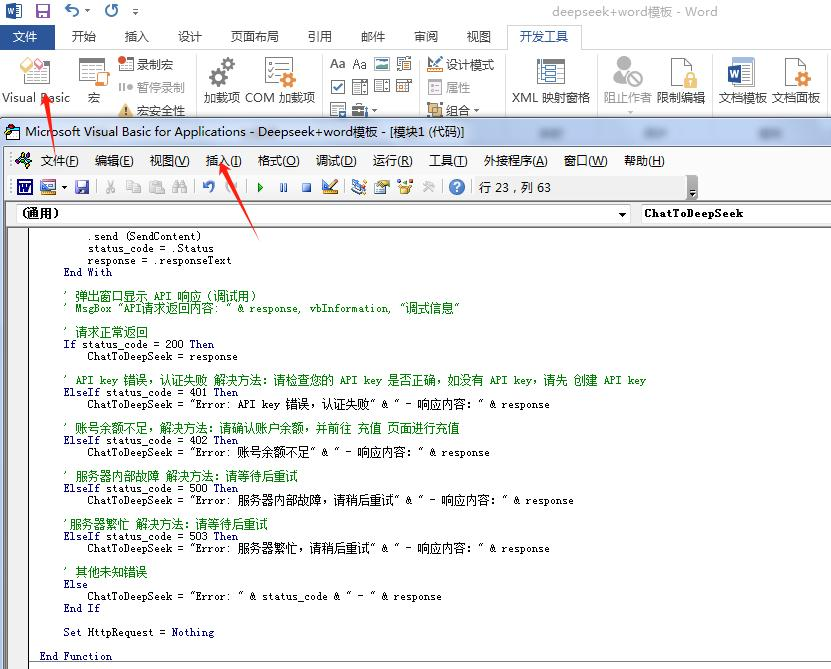 deepseek+word模板 - Word
文件 开始 插入 设计 页面布局 引用 邮件 审阅 视图 开发工具
录制宏
暂停录制
宏安全性
Visual Basic 宏
加载项 COM 加载项
Aa Aa
设计模式
属性
组合
XML 映射窗格
阻止作者 限制编辑
文档模板 文档面板
Microsoft Visual Basic for Applications - Deepseek+word模板 - [模块1 (代码)]
文件(F) 编辑(E) 视图(V) 插入(I) 格式(O) 调试(D) 运行(R) 工具(T) 外接程序(A) 窗口(W) 帮助(H)
行 23，列 63
(通用) ChatToDeepSeek
.send (SendContent)
status_code = .Status
response = .responseText
End With
' 弹出窗口显示 API 响应（调试用）
' MsgBox "API请求返回内容: " & response, vbInformation, "调式信息"
' 请求正常返回
If status_code = 200 Then
ChatToDeepSeek = response
' API key 错误，认证失败 解决方法：请检查您的 API key 是否正确，如没有 API key，请先 创建 API key
ElseIf status_code = 401 Then
ChatToDeepSeek = "Error: API key 错误，认证失败" & " - 响应内容：" & response
' 账号余额不足，解决方法：请确认账户余额，并前往 充值 页面进行充值
ElseIf status_code = 402 Then
ChatToDeepSeek = "Error: 账号余额不足" & " - 响应内容：" & response
' 服务器内部故障 解决方法：请等待后重试
ElseIf status_code = 500 Then
ChatToDeepSeek = "Error: 服务器内部故障，请稍后重试" & " - 响应内容：" & response
'服务器繁忙 解决方法：请等待后重试
ElseIf status_code = 503 Then
ChatToDeepSeek = "Error: 服务器繁忙，请稍后重试" & " - 响应内容：" & response
' 其他未知错误
Else
ChatToDeepSeek = "Error: " & status_code & " - " & response
End If
Set HttpRequest = Nothing
End Function